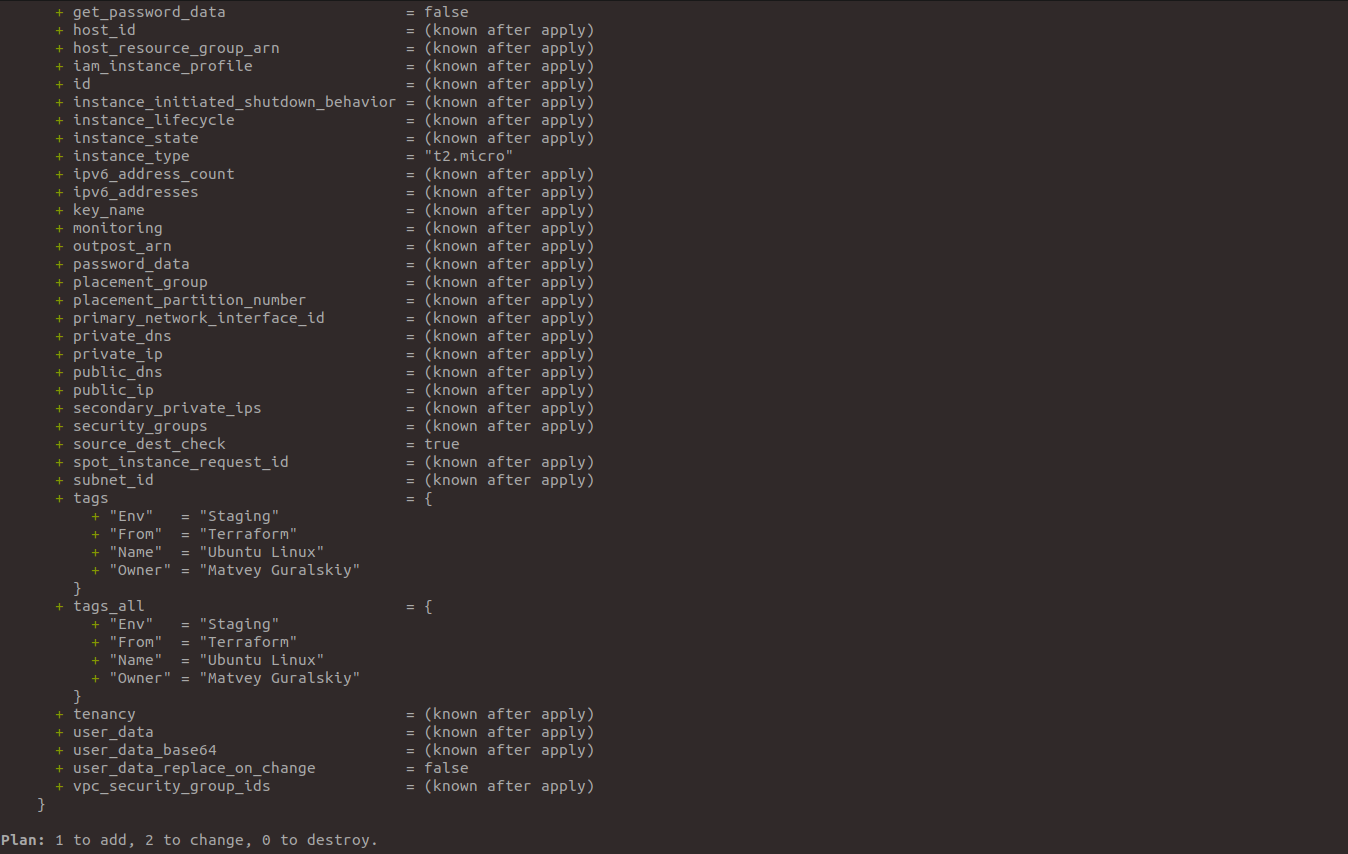 + get_password_data = false
+ host_id = (known after apply)
+ host_resource_group_arn = (known after apply)
+ iam_instance_profile = (known after apply)
+ id = (known after apply)
+ instance_initiated_shutdown_behavior = (known after apply)
+ instance_lifecycle = (known after apply)
+ instance_state = (known after apply)
+ instance_type = "t2.micro"
+ ipv6_address_count = (known after apply)
+ ipv6_addresses = (known after apply)
+ key_name = (known after apply)
+ monitoring = (known after apply)
+ outpost_arn = (known after apply)
+ password_data = (known after apply)
+ placement_group = (known after apply)
+ placement_partition_number = (known after apply)
+ primary_network_interface_id = (known after apply)
+ private_dns = (known after apply)
+ private_ip = (known after apply)
+ public_dns = (known after apply)
+ public_ip = (known after apply)
+ secondary_private_ips = (known after apply)
+ security_groups = (known after apply)
+ source_dest_check = true
+ spot_instance_request_id = (known after apply)
+ subnet_id = (known after apply)
+ tags = {
+ "Env" = "Staging"
+ "From" = "Terraform"
+ "Name" = "Ubuntu Linux"
+ "Owner" = "Matvey Guralskiy"
}
+ tags_all = {
+ "Env" = "Staging"
+ "From" = "Terraform"
+ "Name" = "Ubuntu Linux"
+ "Owner" = "Matvey Guralskiy"
}
+ tenancy = (known after apply)
+ user_data = (known after apply)
+ user_data_base64 = (known after apply)
+ user_data_replace_on_change = false
+ vpc_security_group_ids = (known after apply)
}
Plan: 1 to add, 2 to change, 0 to destroy.